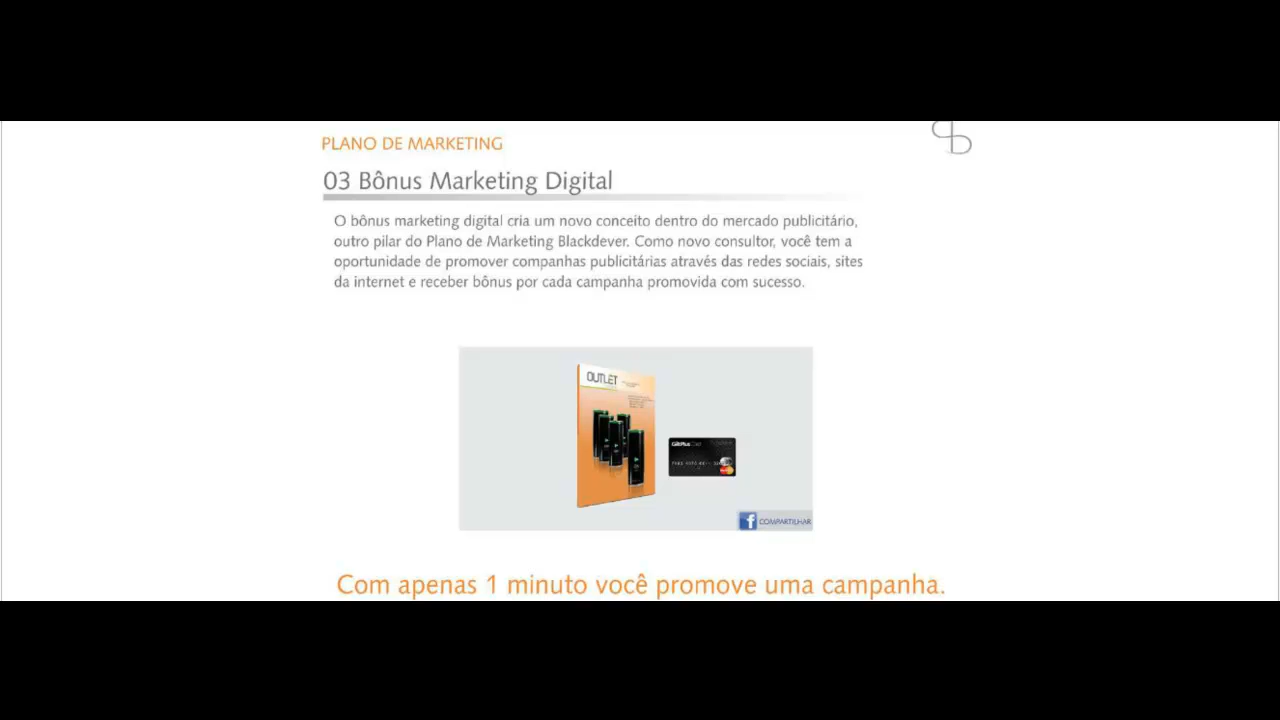 PLANO DE MARKETING
03 Bônus Marketing Digital
O bônus marketing digital cria um novo conceito dentro do mercado publicitário,
outro pilar do Plano de Marketing Blackdever. Como novo consultor, você tem a
oportunidade de promover companhas publicitárias através das redes sociais, sites
da internet e receber bônus por cada campanha promovida com sucesso.
OUTLET
COMPARTILHAR
Com apenas 1 minuto você promove uma campanha.